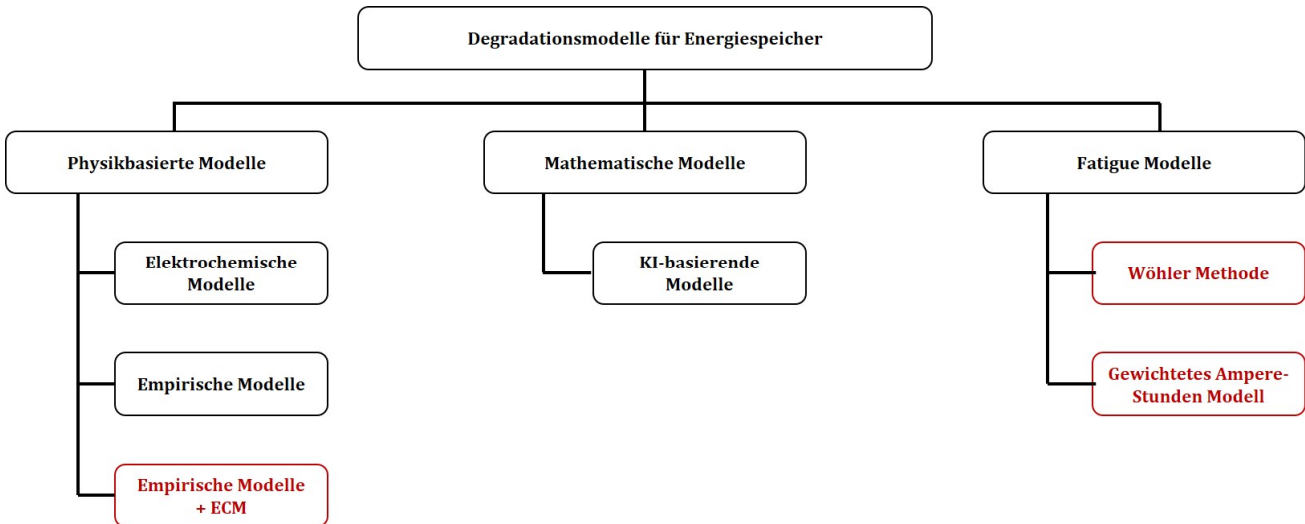 Degradationsmodelle für Energiespeicher
Physikbasierte Modelle
Mathematische Modelle
Fatigue Modelle
Elektrochemische
Modelle
KI-basierende
Modelle
Wöhler Methode
Empirische Modelle
Gewichtetes Ampere-
Stunden Modell
Empirische Modelle
+ ECM